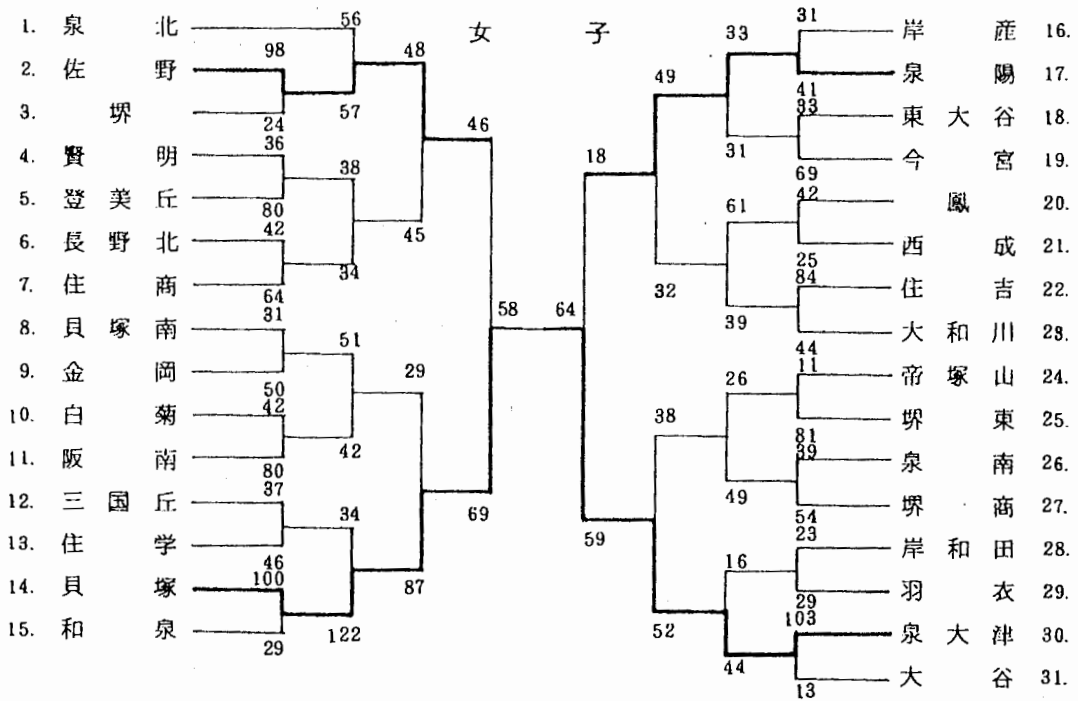 女子
1. 泉北
2. 佐野
3. 堺
4. 賢明
5. 登美丘
6. 長野北
7. 住商
8. 貝塚南
9. 金岡
10. 白菊
11. 阪南
12. 三国丘
13. 住学
14. 貝塚
15. 和泉
98
24
36
80
42
64
31
50
42
80
37
46
100
29
56
57
38
34
51
42
34
122
48
45
29
87
46
69
58
64
18
59
49
32
38
52
33
31
61
39
26
49
16
44
31
41
33
69
42
25
84
44
11
81
39
54
23
29
103
13
岸産 16.
泉陽 17.
東大谷 18.
今宮 19.
鳳 20.
西成 21.
住吉 22.
大和川 23.
帝塚山 24.
堺東 25.
泉南 26.
堺商 27.
岸和田 28.
羽衣 29.
泉大津 30.
大谷 31.